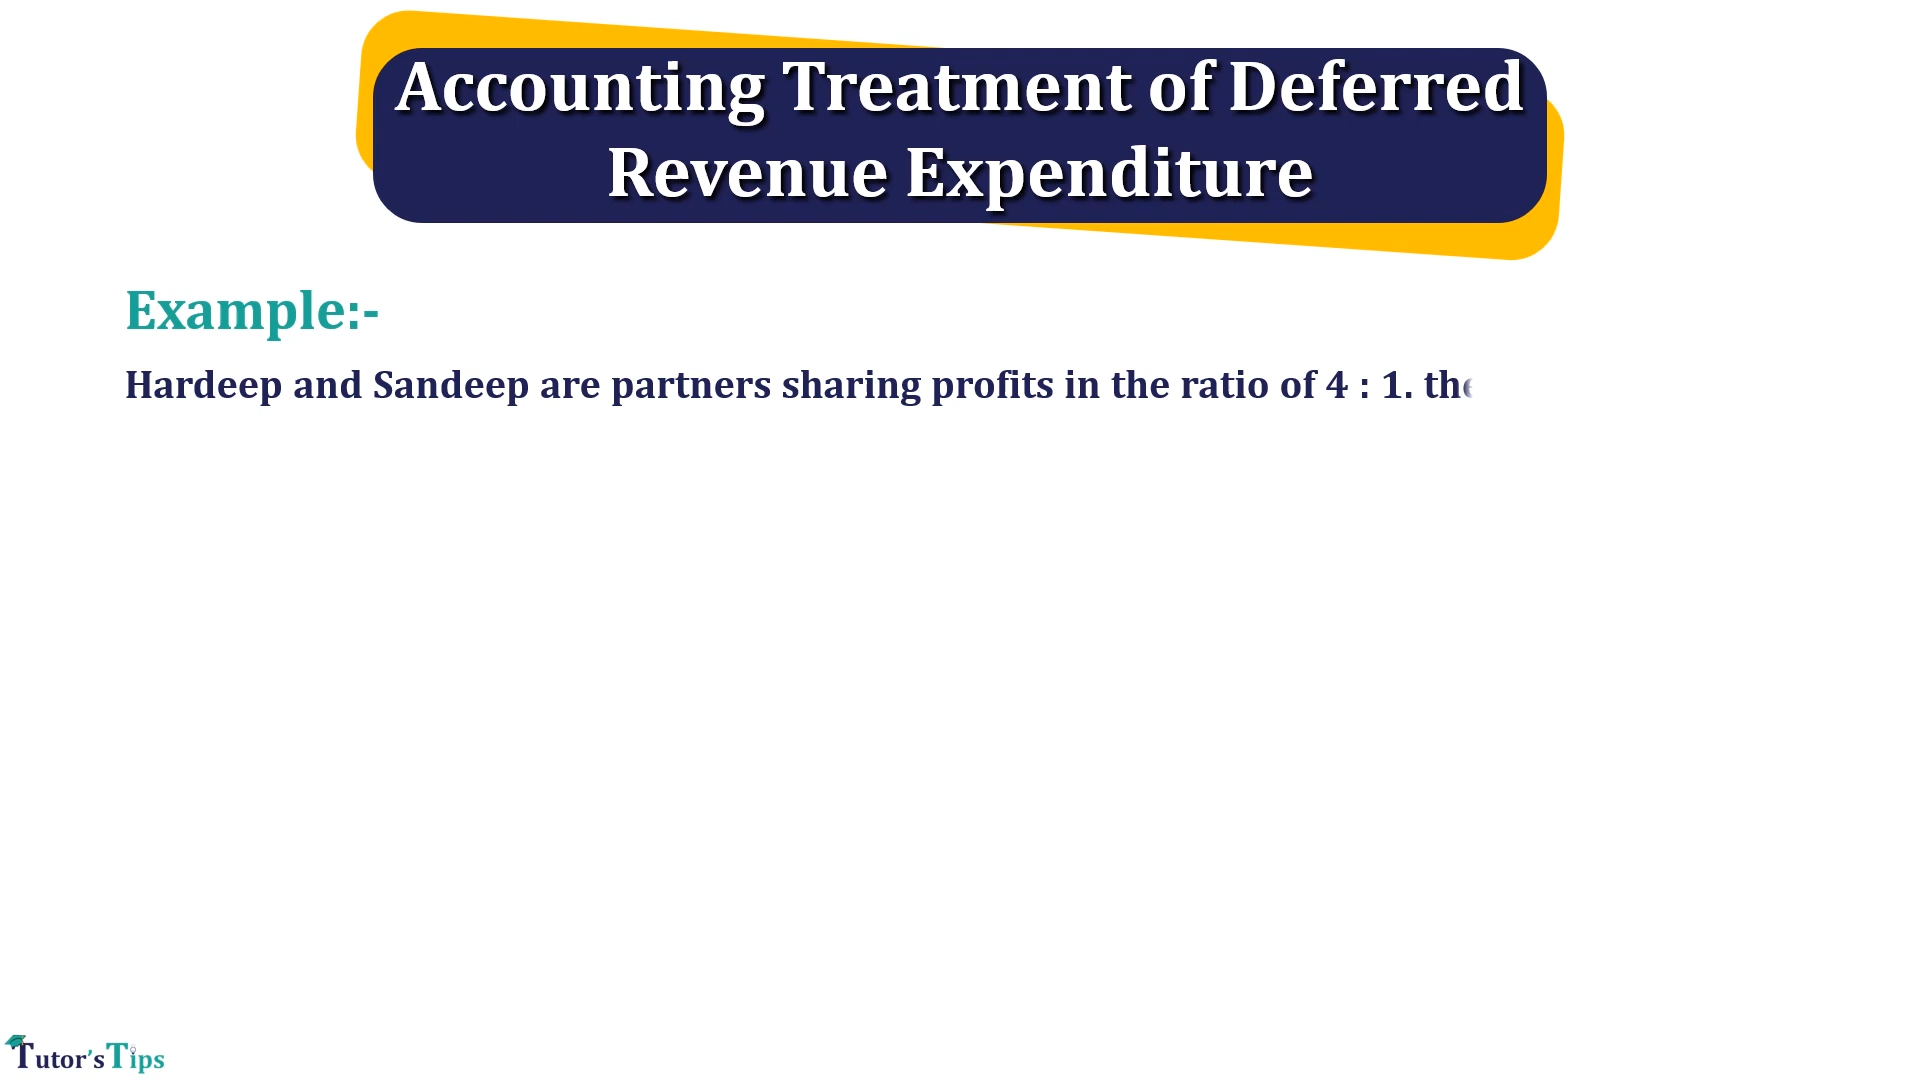 Accounting Treatment of Deferred
Revenue Expenditure
Example:-
Hardeep and Sandeep are partners sharing profits in the ratio of 4 : 1. the
Tutor'sTips